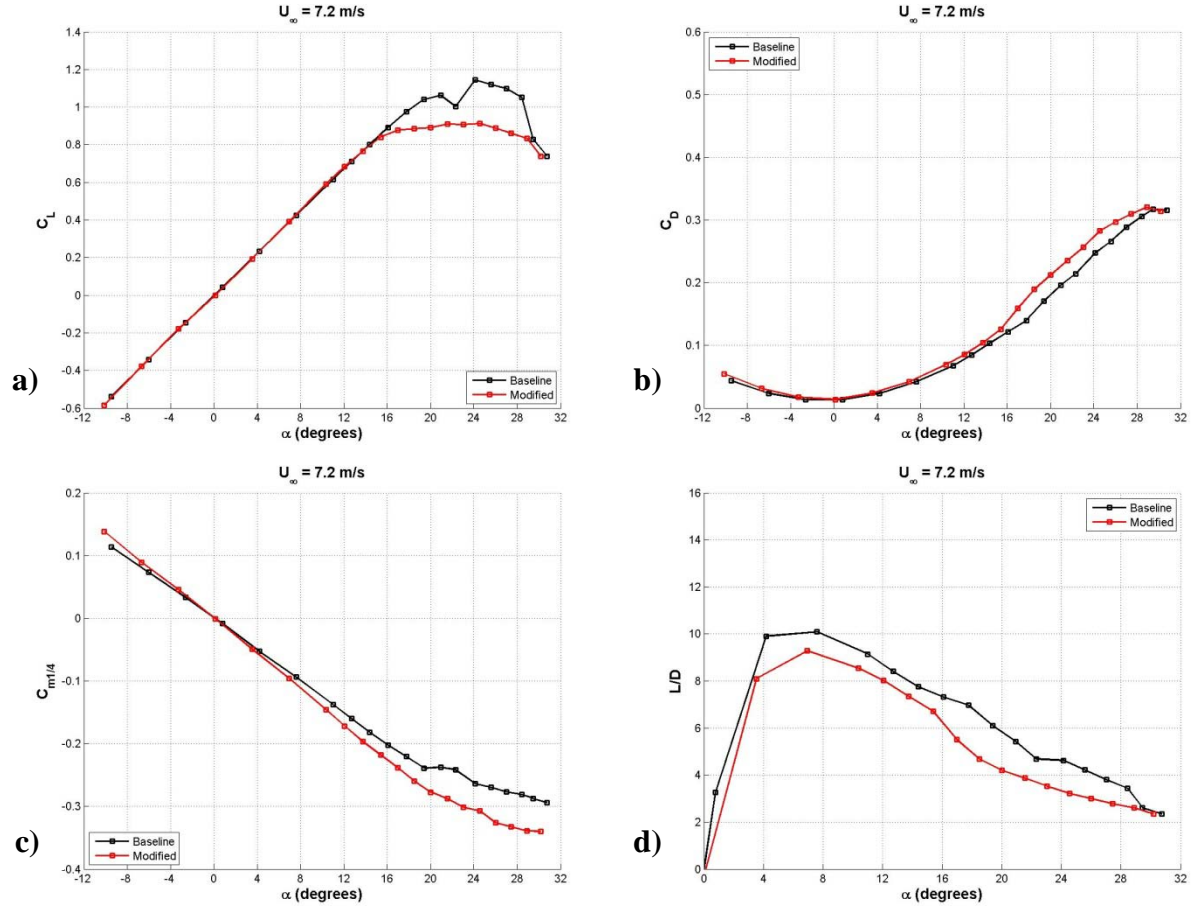 U∞ = 7.2 m/s
1.4
1.2
1
0.8
0.6
0.4
0.2
0
-0.2
-0.4
-0.6
CL
-12 -8 -4 0 4 8 12 16 20 24 28 32
α (degrees)
Baseline
Modified
a)
U∞ = 7.2 m/s
0.6
0.5
0.4
0.3
0.2
0.1
0
CD
-12 -8 -4 0 4 8 12 16 20 24 28 32
α (degrees)
Baseline
Modified
b)
U∞ = 7.2 m/s
0.2
0.1
0
-0.1
-0.2
-0.3
-0.4
Cm1/4
-12 -8 -4 0 4 8 12 16 20 24 28 32
α (degrees)
Baseline
Modified
c)
U∞ = 7.2 m/s
16
14
12
10
8
6
4
2
0
L/D
0 4 8 12 16 20 24 28 32
α (degrees)
Baseline
Modified
d)